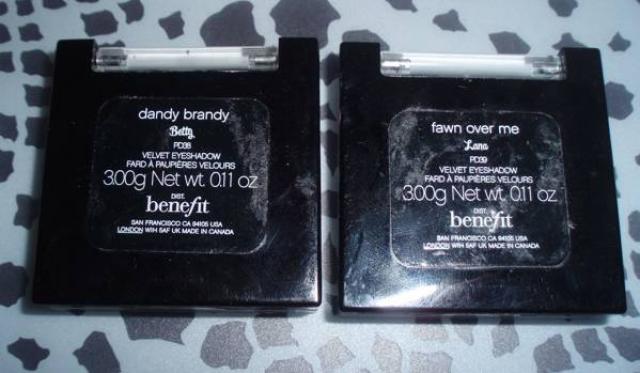 dandy brandy
Betty
PD38
VELVET EYESHADOW
FARD À PAUPIÈRES VELOURS
3.00g Net wt. 0.11 oz.
DIST.
benefit
SAN FRANCISCO CA 94105 USA
LONDON W1H 6AF UK MADE IN CANADA
fawn over me
Lana
PD39
VELVET EYESHADOW
FARD À PAUPIÈRES VELOURS
3.00g Net wt. 0.11 oz.
DIST.
benefit
SAN FRANCISCO CA 94105 USA
LONDON W1H 6AF UK MADE IN CANADA